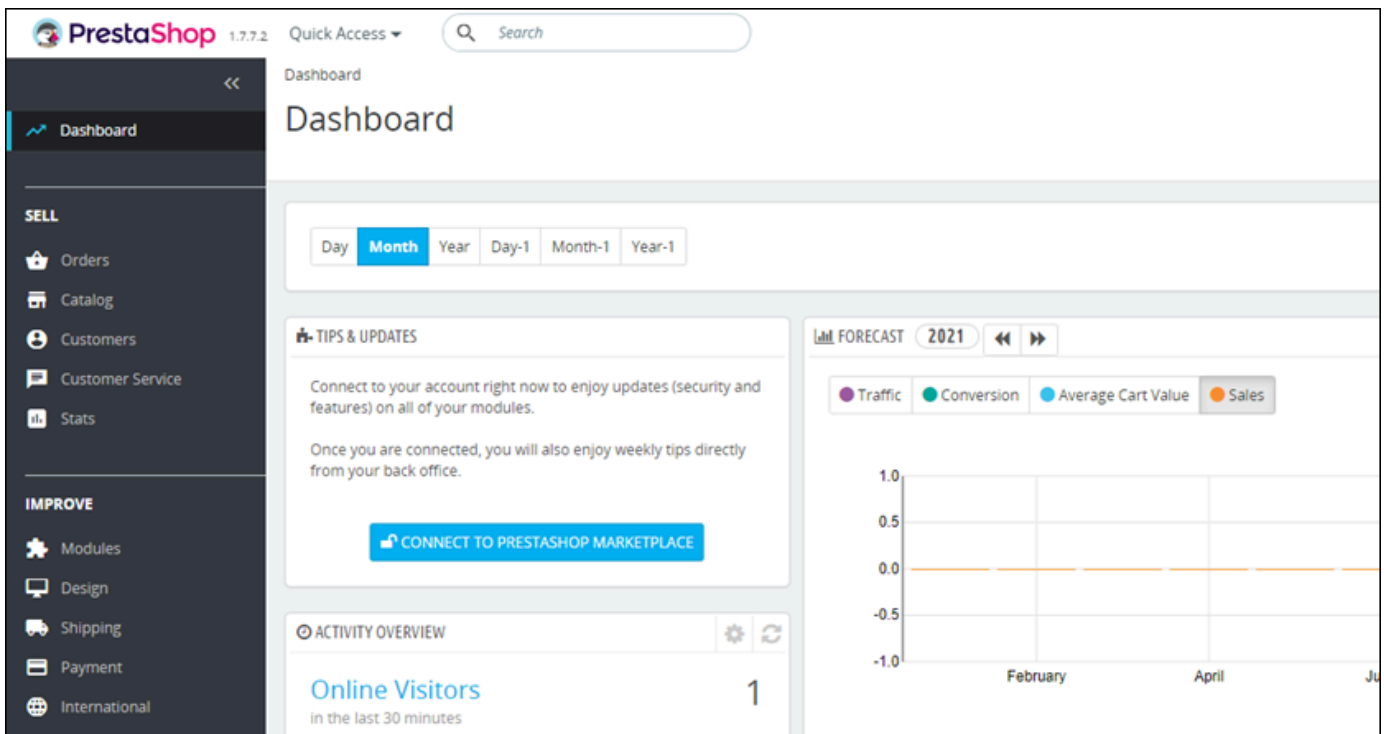 PrestaShop 1.7.7.2 Quick Access Search
Dashboard
SELL
Orders
Catalog
Customers
Customer Service
Stats
IMPROVE
Modules
Design
Shipping
Payment
International
Dashboard
Dashboard
Day Month Year Day-1 Month-1 Year-1
TIPS & UPDATES
Connect to your account right now to enjoy updates (security and
features) on all of your modules.
Once you are connected, you will also enjoy weekly tips directly
from your back office.
CONNECT TO PRESTASHOP MARKETPLACE
ACTIVITY OVERVIEW
Online Visitors 1
in the last 30 minutes
FORECAST 2021
Traffic Conversion Average Cart Value Sales
1.0
0.5
0.0
-0.5
-1.0
February April Ju